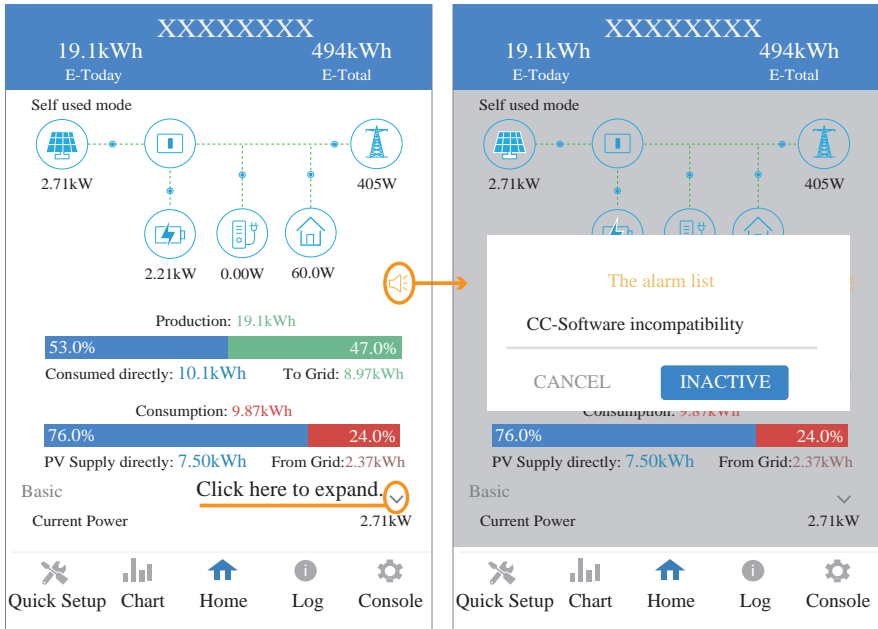 XXXXXXXX
19.1kWh 494kWh
E-Today E-Total
Self used mode
2.71kW 405W
2.21kW 0.00W 60.0W
Production: 19.1kWh
53.0% 47.0%
Consumed directly: 10.1kWh To Grid: 8.97kWh
Consumption: 9.87kWh
76.0% 24.0%
PV Supply directly: 7.50kWh From Grid:2.37kWh
Basic Click here to expand.
Current Power 2.71kW
Quick Setup Chart Home Log Console
XXXXXXXX
19.1kWh 494kWh
E-Today E-Total
Self used mode
2.71kW 405W
The alarm list
CC-Software incompatibility
CANCEL INACTIVE
Consumption: 9.87kWh
76.0% 24.0%
PV Supply directly: 7.50kWh From Grid:2.37kWh
Basic
Current Power 2.71kW
Quick Setup Chart Home Log Console